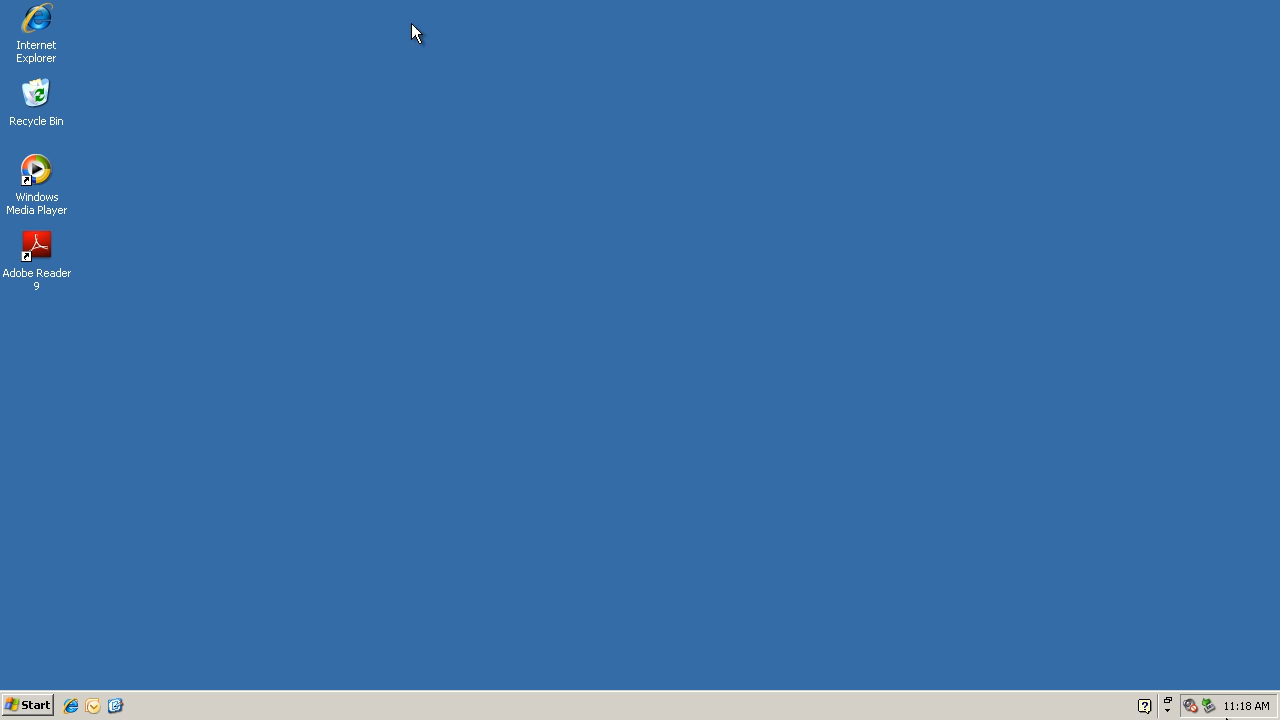 Internet
Explorer
Recycle Bin
Windows
Media Player
Adobe Reader
9
Start
11:18 AM